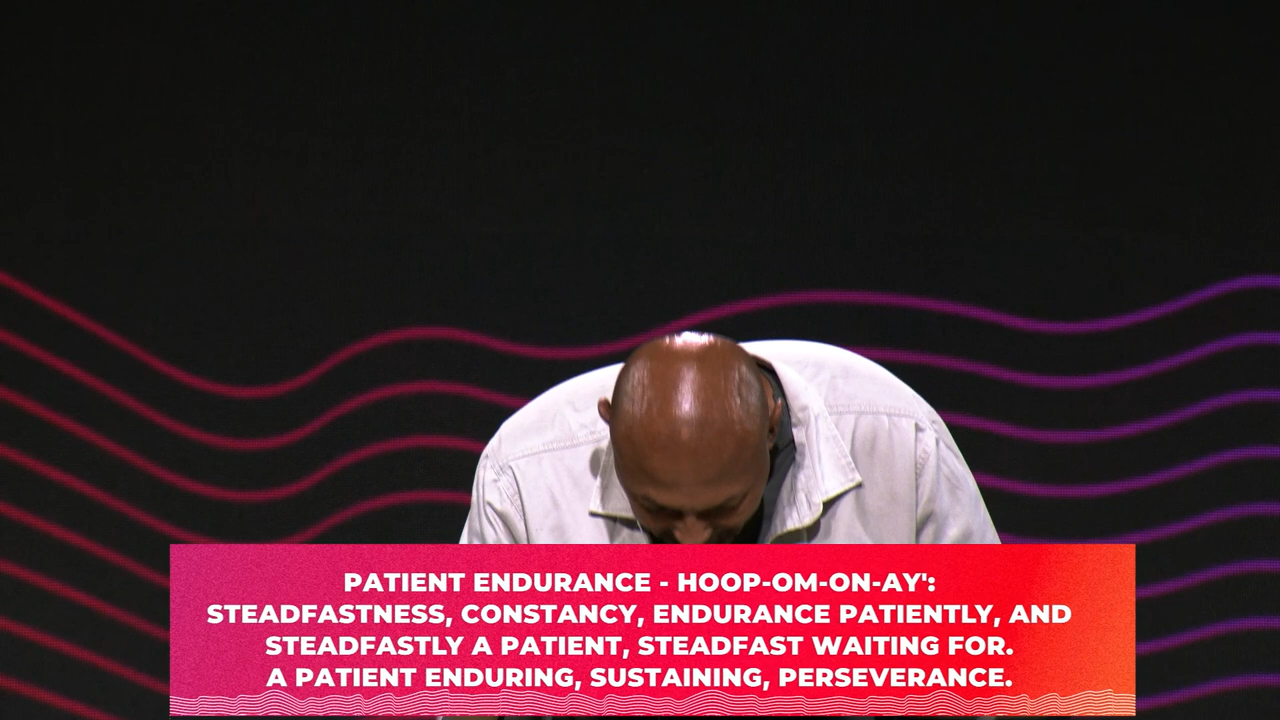 PATIENT ENDURANCE - HOOP-OM-ON-AY':
STEADFASTNESS, CONSTANCY, ENDURANCE PATIENTLY, AND
STEADFASTLY A PATIENT, STEADFAST WAITING FOR.
A PATIENT ENDURING, SUSTAINING, PERSEVERANCE.